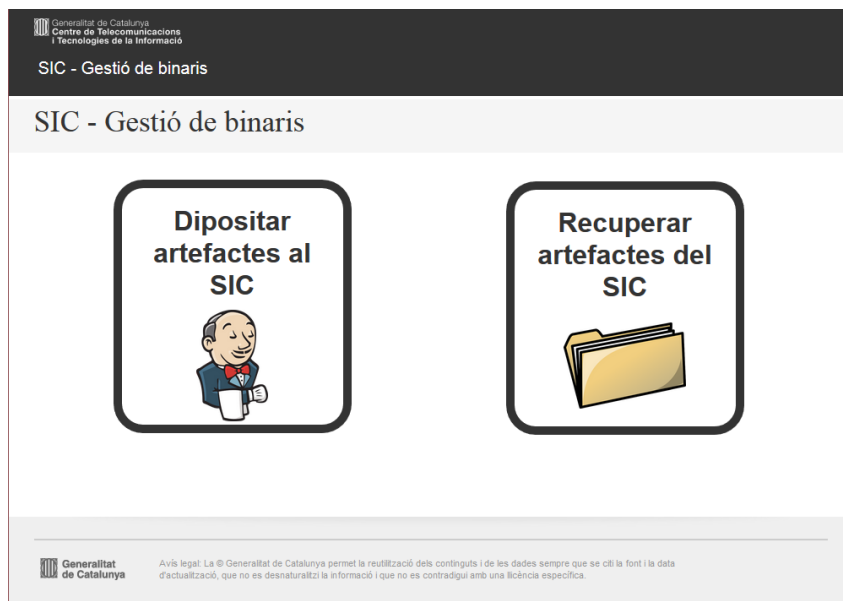 Generalitat de Catalunya
Centre de Telecomunicacions
i Tecnologies de la Informació
SIC - Gestió de binaris
SIC - Gestió de binaris
Dipositar
artefactes al
SIC
Recuperar
artefactes del
SIC
Generalitat
de Catalunya
Avís legal: La © Generalitat de Catalunya permet la reutilització dels continguts i de les dades sempre que se citi la font i la data
d'actualització, que no es desnaturalitzi la informació i que no es contradigui amb una llicència específica.